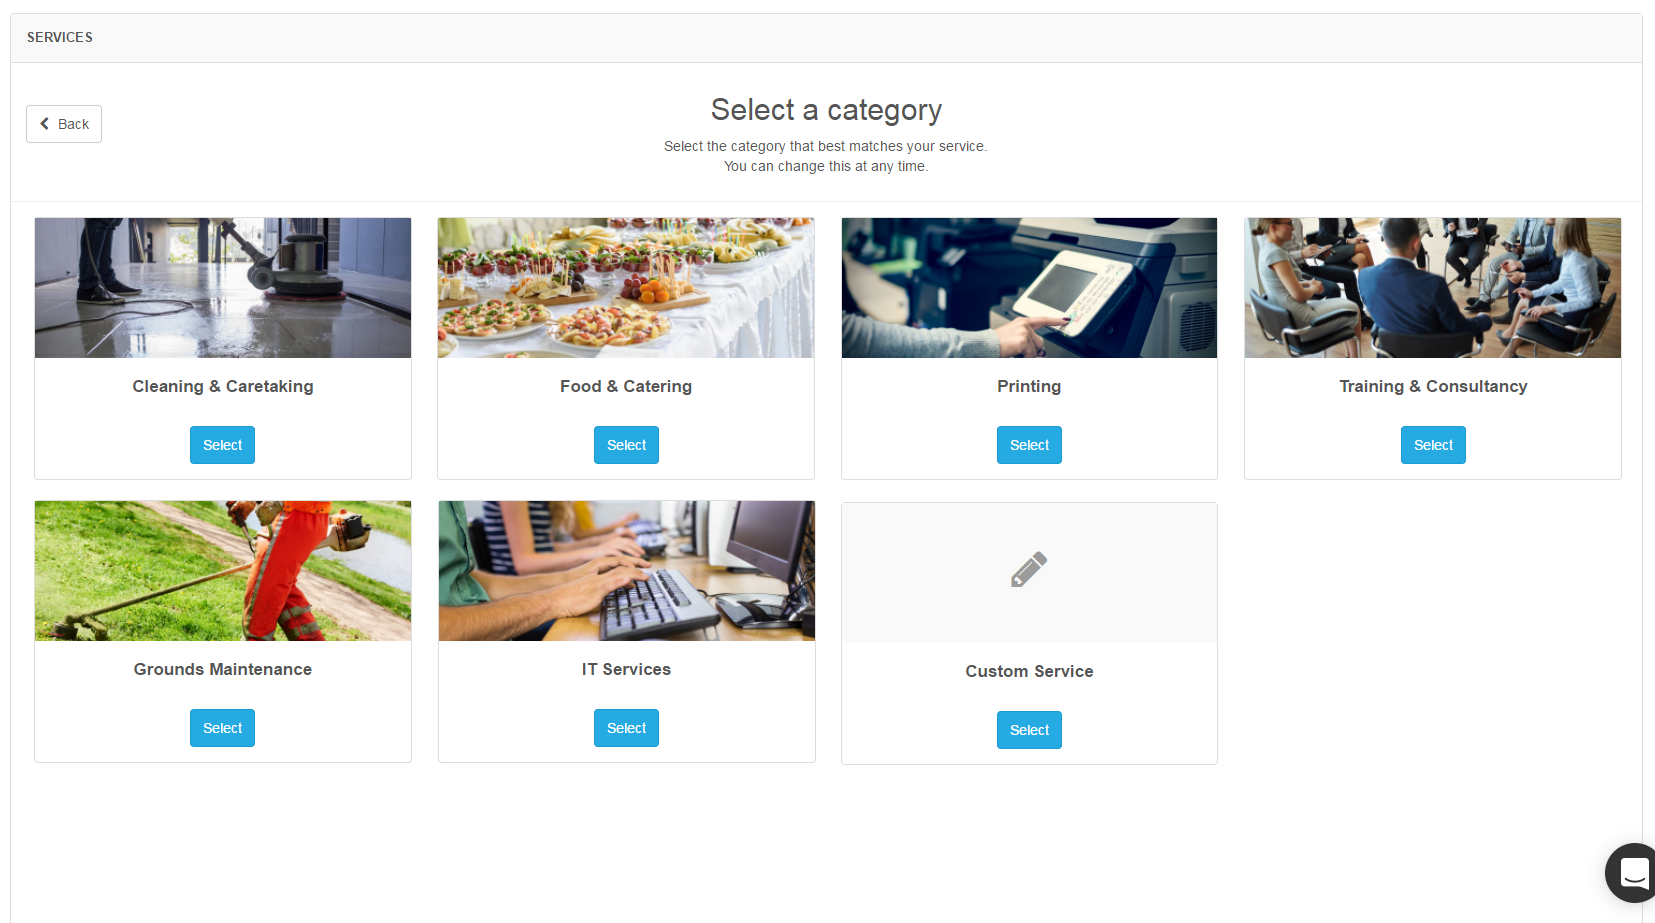 SERVICES
Back
Select a category
Select the category that best matches your service.
You can change this at any time.
Cleaning & Caretaking
Food & Catering
Printing
Training & Consultancy
Select
Select
Select
Select
Grounds Maintenance
IT Services
Custom Service
Select
Select
Select